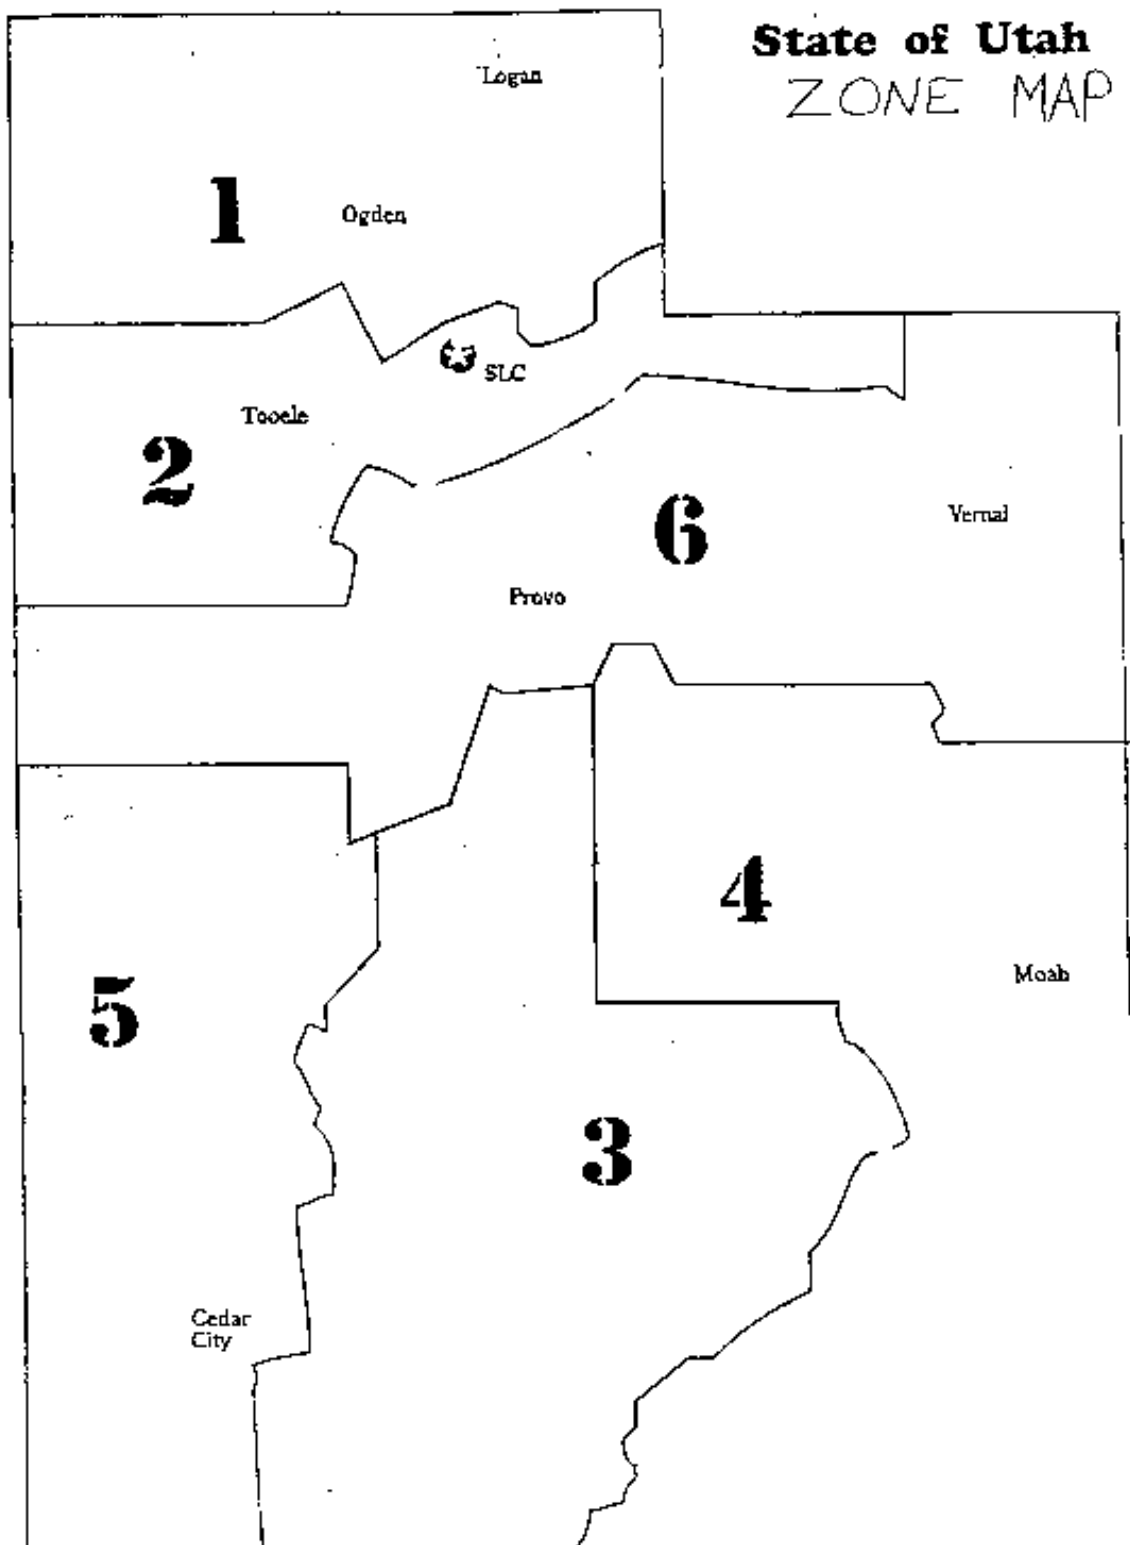 State of Utah
ZONE MAP
Logan
1
Ogden
SLC
Tooele
2
6
Vernal
Provo
4
Moab
5
3
Cedar
City